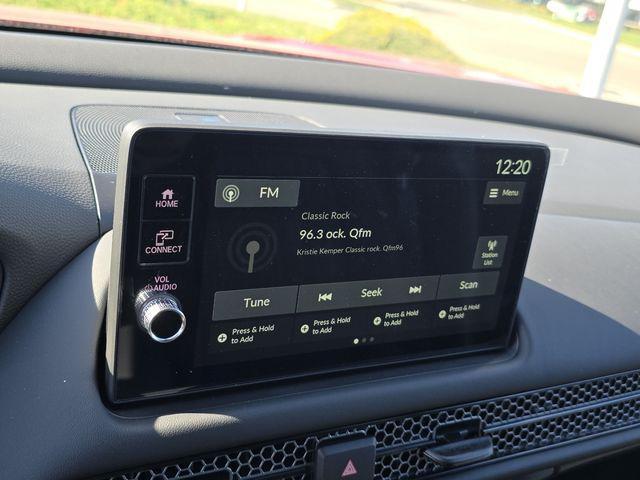 12:20
HOME
FM
Menu
Classic Rock
96.3 ock. Qfm
CONNECT
Kristie Kemper Classic rock. Qfm96
Station
List
VOL
AUDIO
Tune
Seek
Scan
Press & Hold
to Add
Press & Hold
to Add
Press & Hold
to Add
Press & Hold
to Add